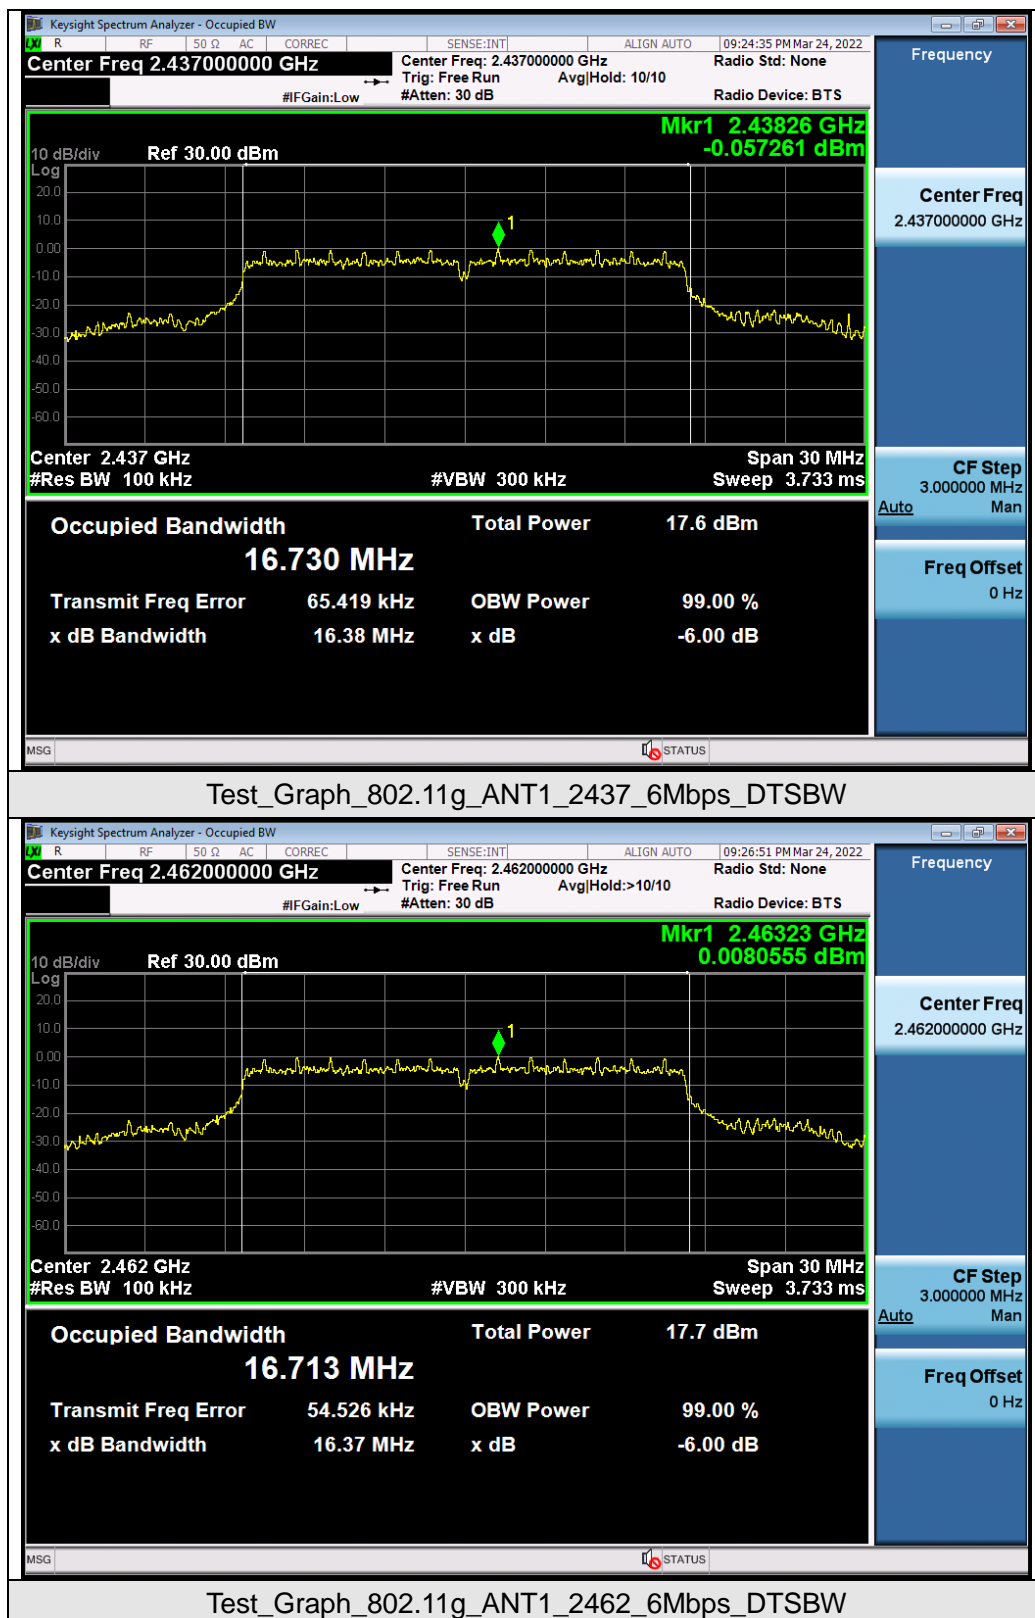 Keysight Spectrum Analyzer - Occupied BW
LXI R RF 50 Ω AC CORREC SENSE:INT ALIGN AUTO 09:24:35 PM Mar 24, 2022
Center Freq 2.437000000 GHz
Center Freq: 2.437000000 GHz Radio Std: None
Trig: Free Run Avg|Hold: 10/10
#IFGain:Low #Atten: 30 dB Radio Device: BTS
Frequency
Mkr1 2.43826 GHz
-0.057261 dBm
10 dB/div Ref 30.00 dBm
Log
20.0
10.0
0.00
-10.0
-20.0
-30.0
-40.0
-50.0
-60.0
1
Center 2.437 GHz Span 30 MHz
#Res BW 100 kHz #VBW 300 kHz Sweep 3.733 ms
Center Freq
2.437000000 GHz
CF Step
3.000000 MHz
Auto Man
Freq Offset
0 Hz
Occupied Bandwidth Total Power 17.6 dBm
16.730 MHz
Transmit Freq Error 65.419 kHz OBW Power 99.00 %
x dB Bandwidth 16.38 MHz x dB -6.00 dB
MSG STATUS
Test_Graph_802.11g_ANT1_2437_6Mbps_DTSBW
Keysight Spectrum Analyzer - Occupied BW
LXI R RF 50 Ω AC CORREC SENSE:INT ALIGN AUTO 09:26:51 PM Mar 24, 2022
Center Freq 2.462000000 GHz
Center Freq: 2.462000000 GHz Radio Std: None
Trig: Free Run Avg|Hold:>10/10
#IFGain:Low #Atten: 30 dB Radio Device: BTS
Frequency
Mkr1 2.46323 GHz
0.0080555 dBm
10 dB/div Ref 30.00 dBm
Log
20.0
10.0
0.00
-10.0
-20.0
-30.0
-40.0
-50.0
-60.0
1
Center 2.462 GHz Span 30 MHz
#Res BW 100 kHz #VBW 300 kHz Sweep 3.733 ms
Center Freq
2.462000000 GHz
CF Step
3.000000 MHz
Auto Man
Freq Offset
0 Hz
Occupied Bandwidth Total Power 17.7 dBm
16.713 MHz
Transmit Freq Error 54.526 kHz OBW Power 99.00 %
x dB Bandwidth 16.37 MHz x dB -6.00 dB
MSG STATUS
Test_Graph_802.11g_ANT1_2462_6Mbps_DTSBW